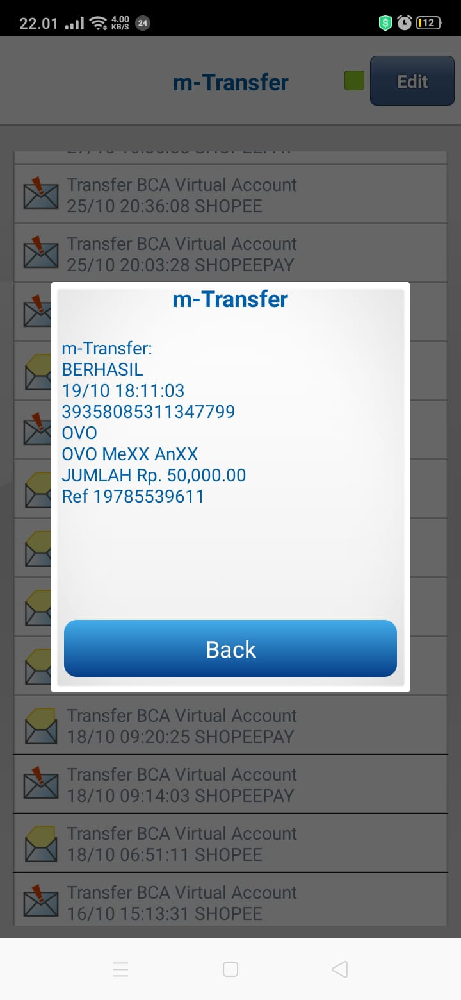 22.01
4.00
KB/S
24
12
m-Transfer
Edit
Transfer BCA Virtual Account
25/10 20:36:08 SHOPEE
Transfer BCA Virtual Account
25/10 20:03:28 SHOPEEPAY
m-Transfer
m-Transfer:
BERHASIL
19/10 18:11:03
39358085311347799
OVO
OVO MeXX AnXX
JUMLAH Rp. 50,000.00
Ref 19785539611
Back
Transfer BCA Virtual Account
18/10 09:20:25 SHOPEEPAY
Transfer BCA Virtual Account
18/10 09:14:03 SHOPEEPAY
Transfer BCA Virtual Account
18/10 06:51:11 SHOPEE
Transfer BCA Virtual Account
16/10 15:13:31 SHOPEE